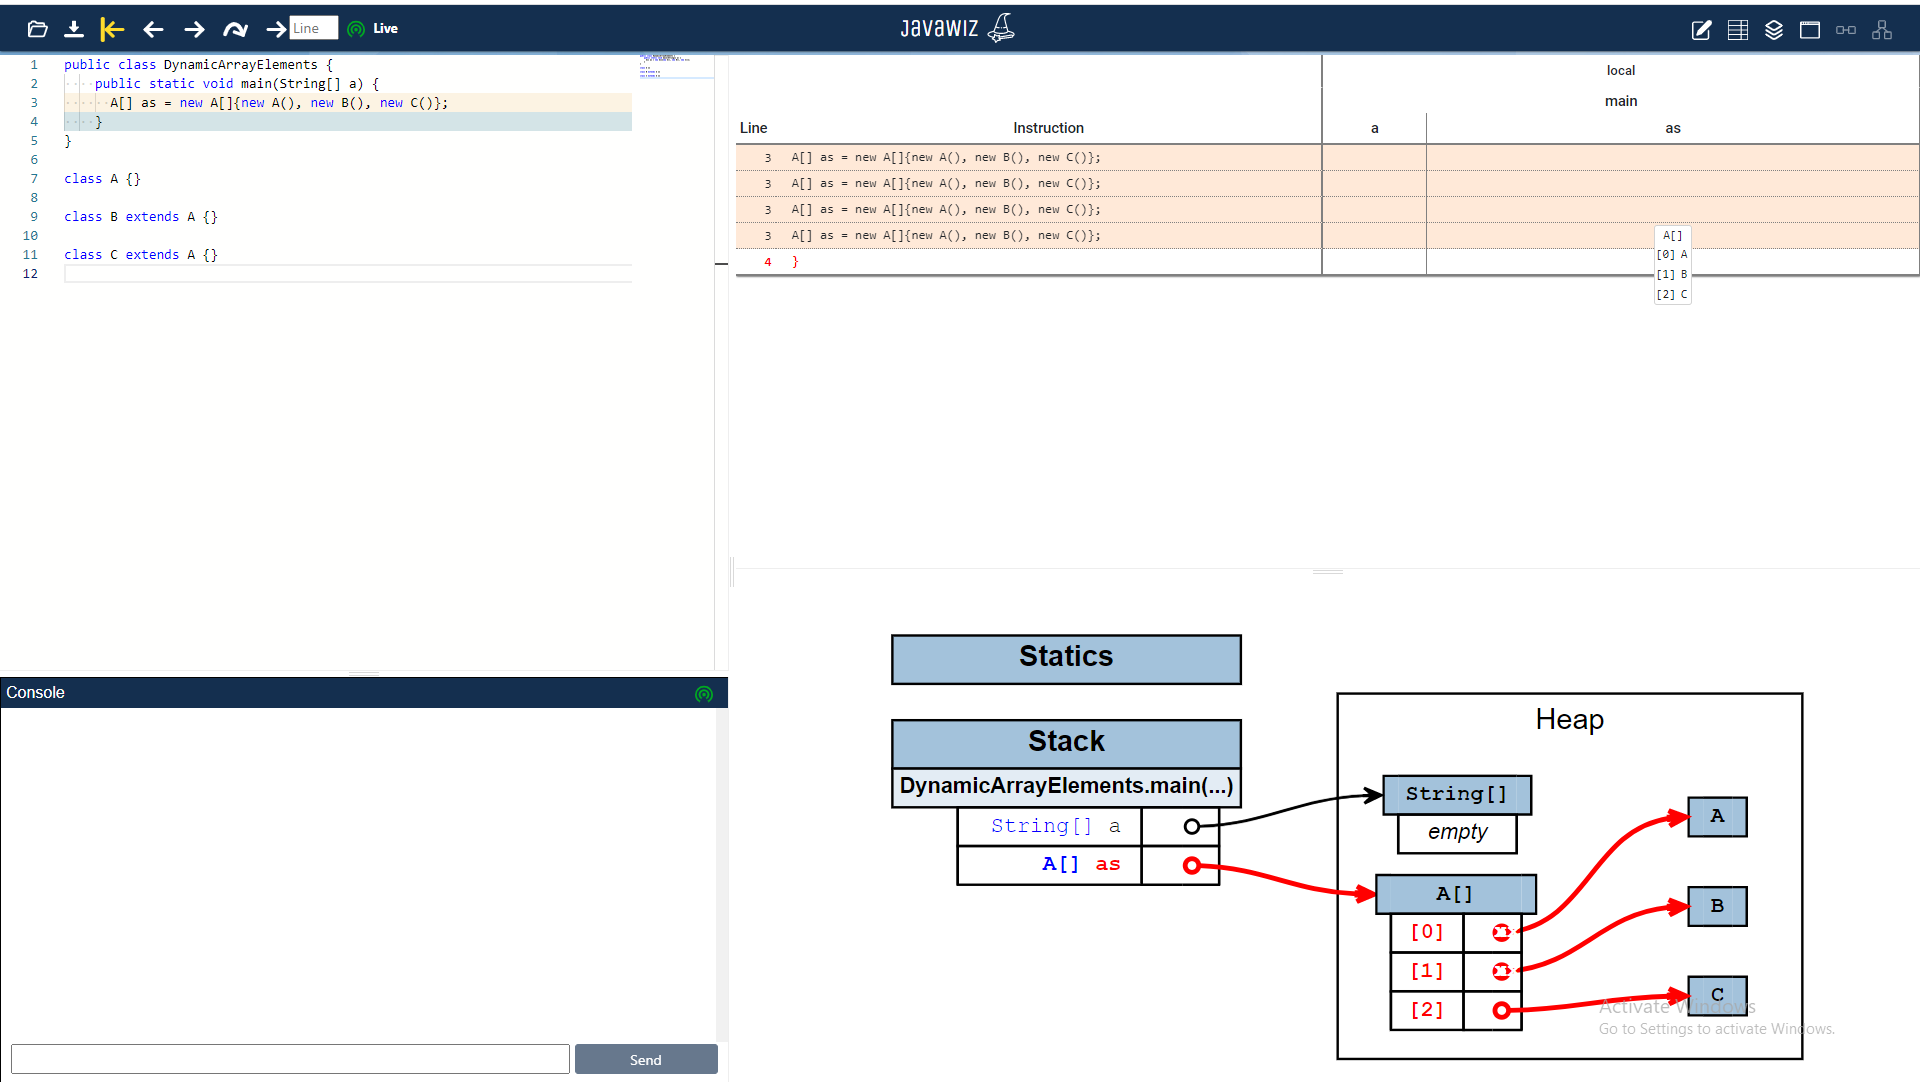 Line
Live
JavaWiz
1 public class DynamicArrayElements {
2 public static void main(String[] a) {
3 A[] as = new A[]{new A(), new B(), new C()};
4 }
5 }
6
7 class A {}
8
9 class B extends A {}
10
11 class C extends A {}
12
local
main
Line Instruction a as
3 A[] as = new A[]{new A(), new B(), new C()};
3 A[] as = new A[]{new A(), new B(), new C()};
3 A[] as = new A[]{new A(), new B(), new C()};
3 A[] as = new A[]{new A(), new B(), new C()};
4 }
A[]
[0] A
[1] B
[2] C
Console
Send
Statics
Stack
DynamicArrayElements.main(...)
String[] a
A[] as
Heap
String[]
empty
A[]
[0]
[1]
[2]
A
B
C
Activate Windows
Go to Settings to activate Windows.